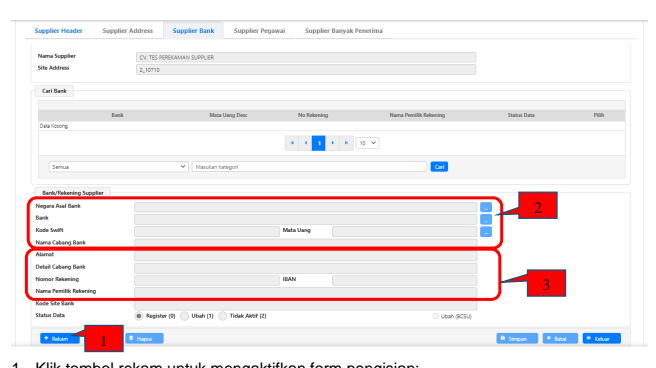 Supplier Header Supplier Address Supplier Bank Supplier Pegawai Supplier Banyak Penerima
Nama Supplier CV. TES PEREKAMAN SUPPLIER
Site Address 2_10710
Cari Bank
Bank Mata Uang Desc No Rekening Nama Pemilik Rekening Status Data Pilih
Data Kosong
1 10
Semua Masukan kategori Cari
Bank/Rekening Supplier
Negara Asal Bank ...
2
Bank ...
Kode Swift Mata Uang ...
Nama Cabang Bank
Alamat
Detail Cabang Bank
3
Nomor Rekening IBAN
Nama Pemilik Rekening
Kode Site Bank
Status Data Register (0) Ubah (1) Tidak Aktif (2) Ubah (BCSU)
+ Rekam 1 Hapus Simpan Batal Keluar
1. Klik tombol rekam untuk mengaktifkan form pengisian;